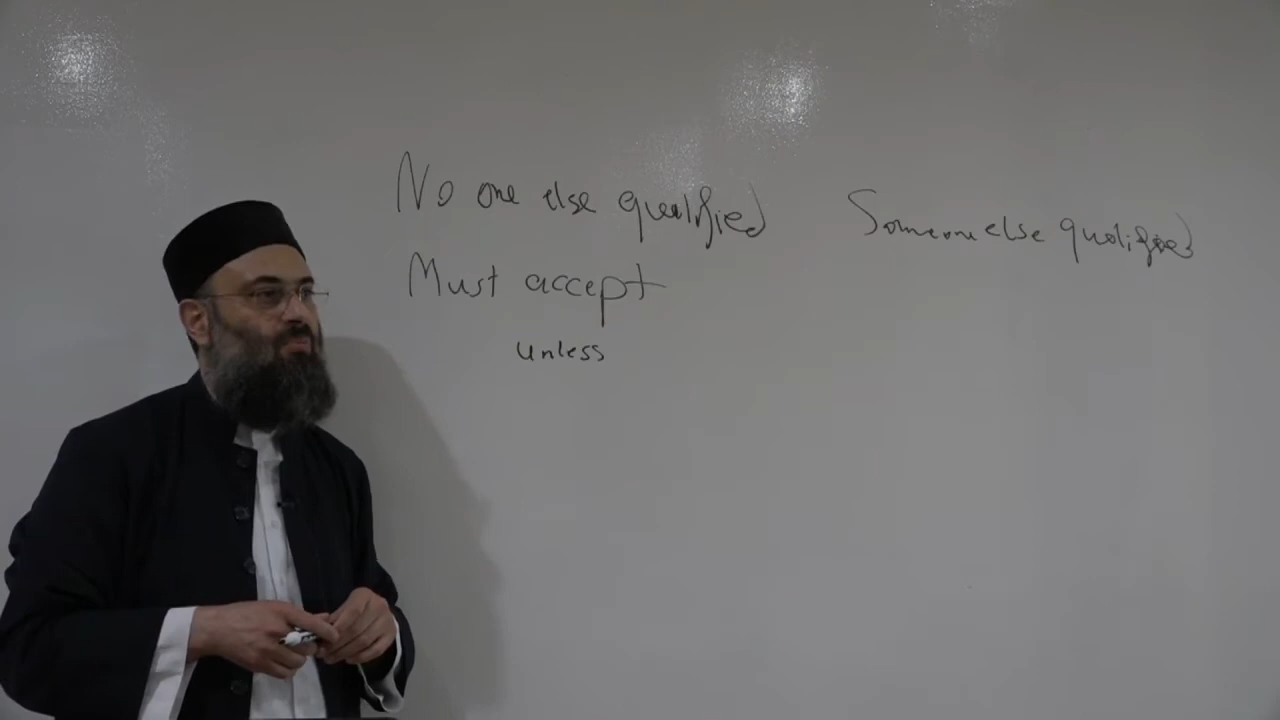 No one else qualified
Someone else qualified
Must accept
unless